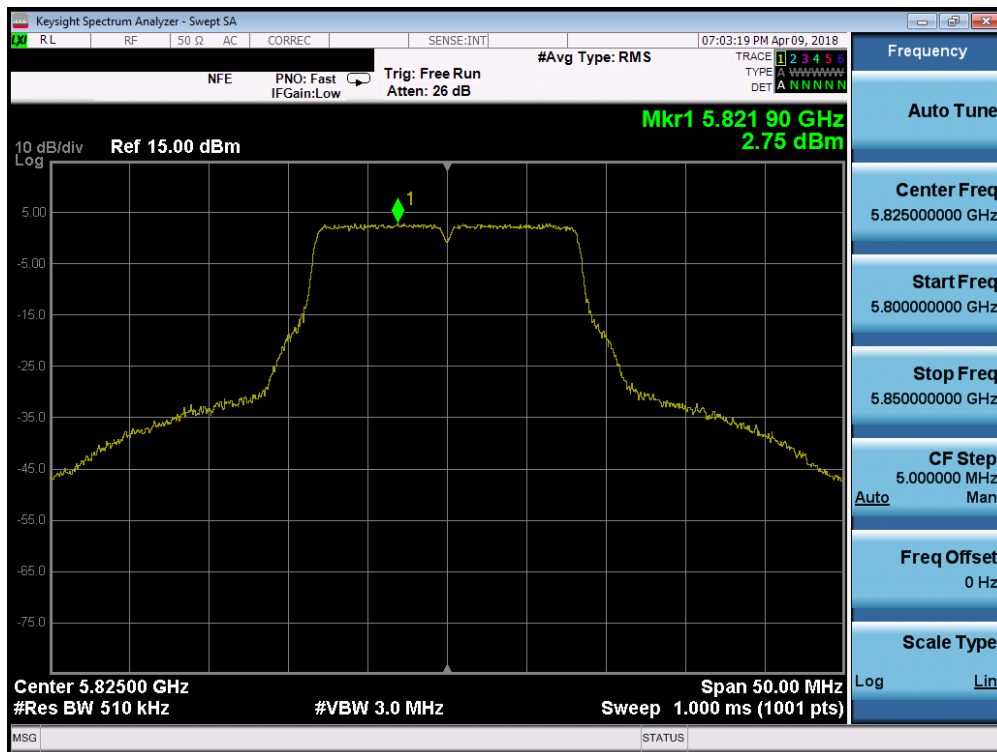 Keysight Spectrum Analyzer - Swept SA
LXI RL RF 50 Ω AC CORREC SENSE:INT 07:03:19 PM Apr 09, 2018
NFE PNO: Fast IFGain:Low Trig: Free Run Atten: 26 dB
#Avg Type: RMS
TRACE 1 2 3 4 5 6
TYPE A WWWWW
DET A N N N N N
Mkr1 5.821 90 GHz
2.75 dBm
10 dB/div Ref 15.00 dBm
Log
1
5.00
-5.00
-15.0
-25.0
-35.0
-45.0
-55.0
-65.0
-75.0
Center 5.82500 GHz Span 50.00 MHz
#Res BW 510 kHz #VBW 3.0 MHz Sweep 1.000 ms (1001 pts)
MSG STATUS
Frequency
Auto Tune
Center Freq
5.825000000 GHz
Start Freq
5.800000000 GHz
Stop Freq
5.850000000 GHz
CF Step
5.000000 MHz
Auto Man
Freq Offset
0 Hz
Scale Type
Log Lin